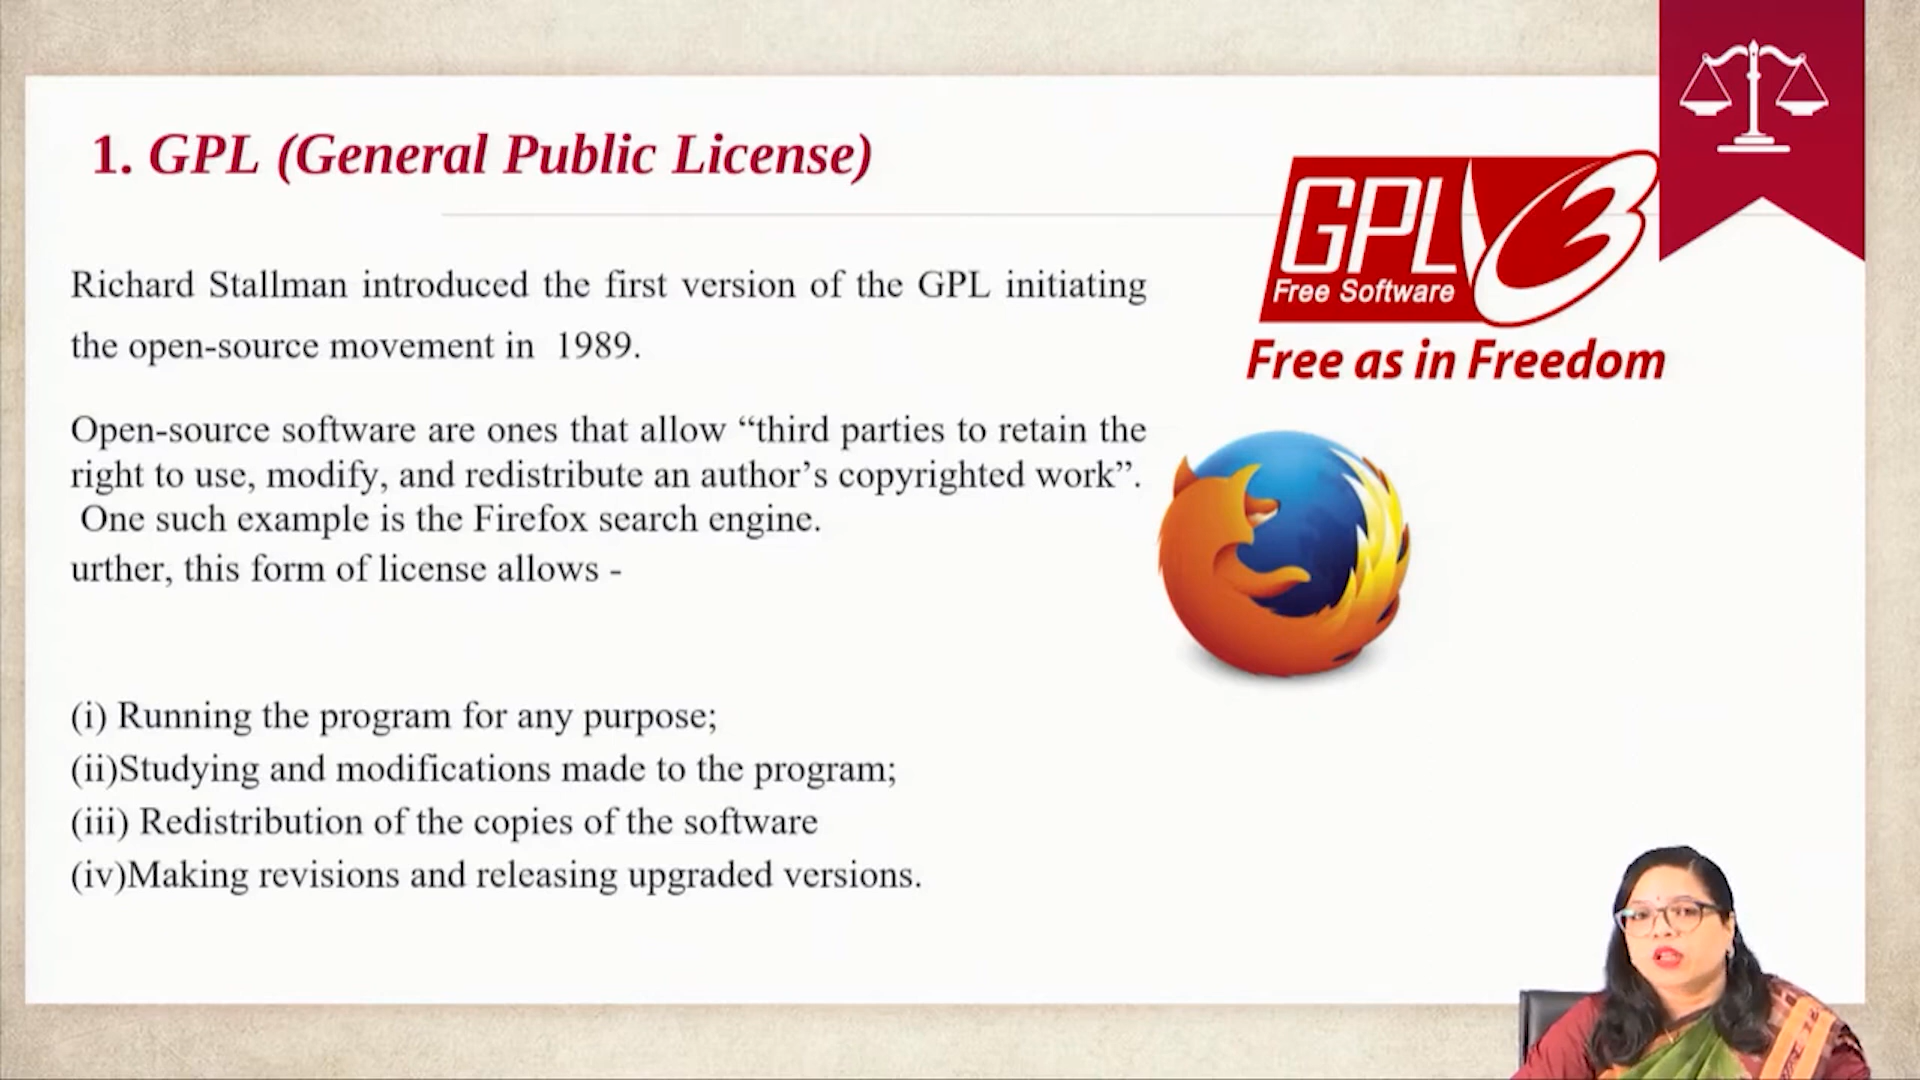 1. GPL (General Public License)
GPL
v3
Free Software
Free as in Freedom
Richard Stallman introduced the first version of the GPL initiating
the open-source movement in 1989.
Open-source software are ones that allow “third parties to retain the
right to use, modify, and redistribute an author’s copyrighted work”.
One such example is the Firefox search engine.
urther, this form of license allows -
(i) Running the program for any purpose;
(ii)Studying and modifications made to the program;
(iii) Redistribution of the copies of the software
(iv)Making revisions and releasing upgraded versions.